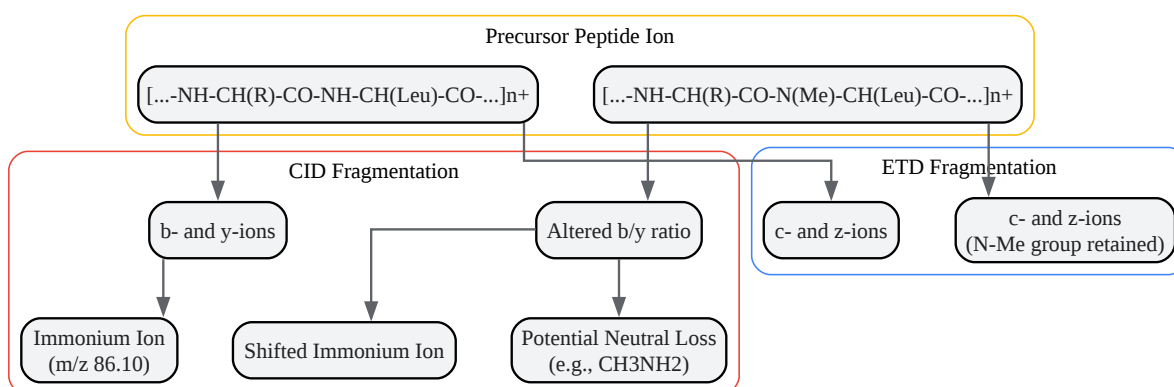 Precursor Peptide Ion
[...-NH-CH(R)-CO-NH-CH(Leu)-CO-...]n+
[...-NH-CH(R)-CO-N(Me)-CH(Leu)-CO-...]n+
CID Fragmentation
ETD Fragmentation
b- and y-ions
Altered b/y ratio
c- and z-ions
c- and z-ions
(N-Me group retained)
Immonium Ion
(m/z 86.10)
Shifted Immonium Ion
Potential Neutral Loss
(e.g., CH3NH2)